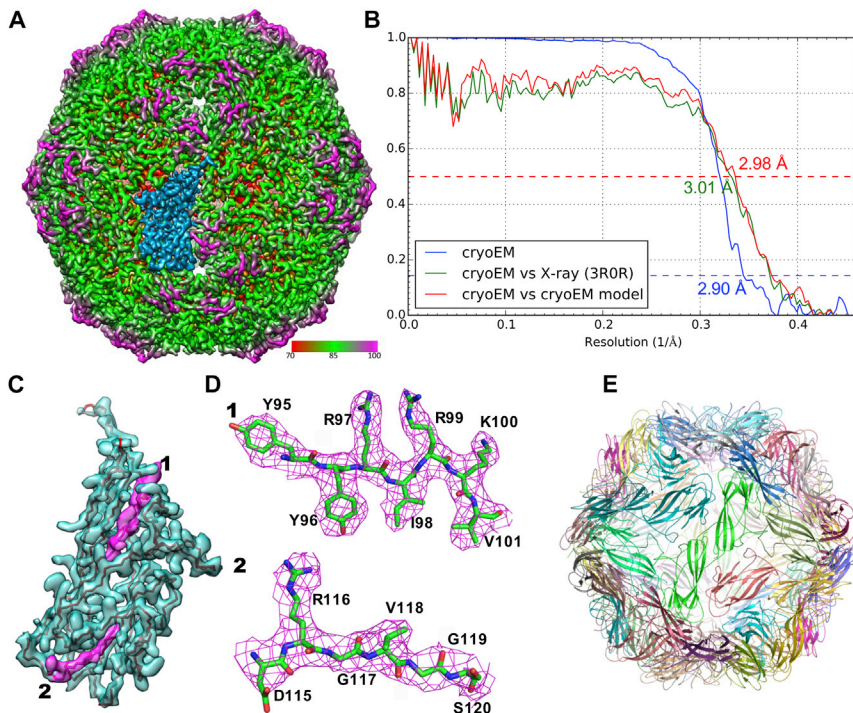 A
70
85
100
B
1.0
0.8
0.6
0.4
0.2
0.0
2.98 Å
3.01 Å
2.90 Å
cryoEM
cryoEM vs X-ray (3R0R)
cryoEM vs cryoEM model
0.0
0.1
0.2
0.3
0.4
Resolution (1/Å)
C
1
2
2
D
1
Y95
R97
R99
K100
Y96
I98
V101
R116
V118
G119
D115
G117
S120
E